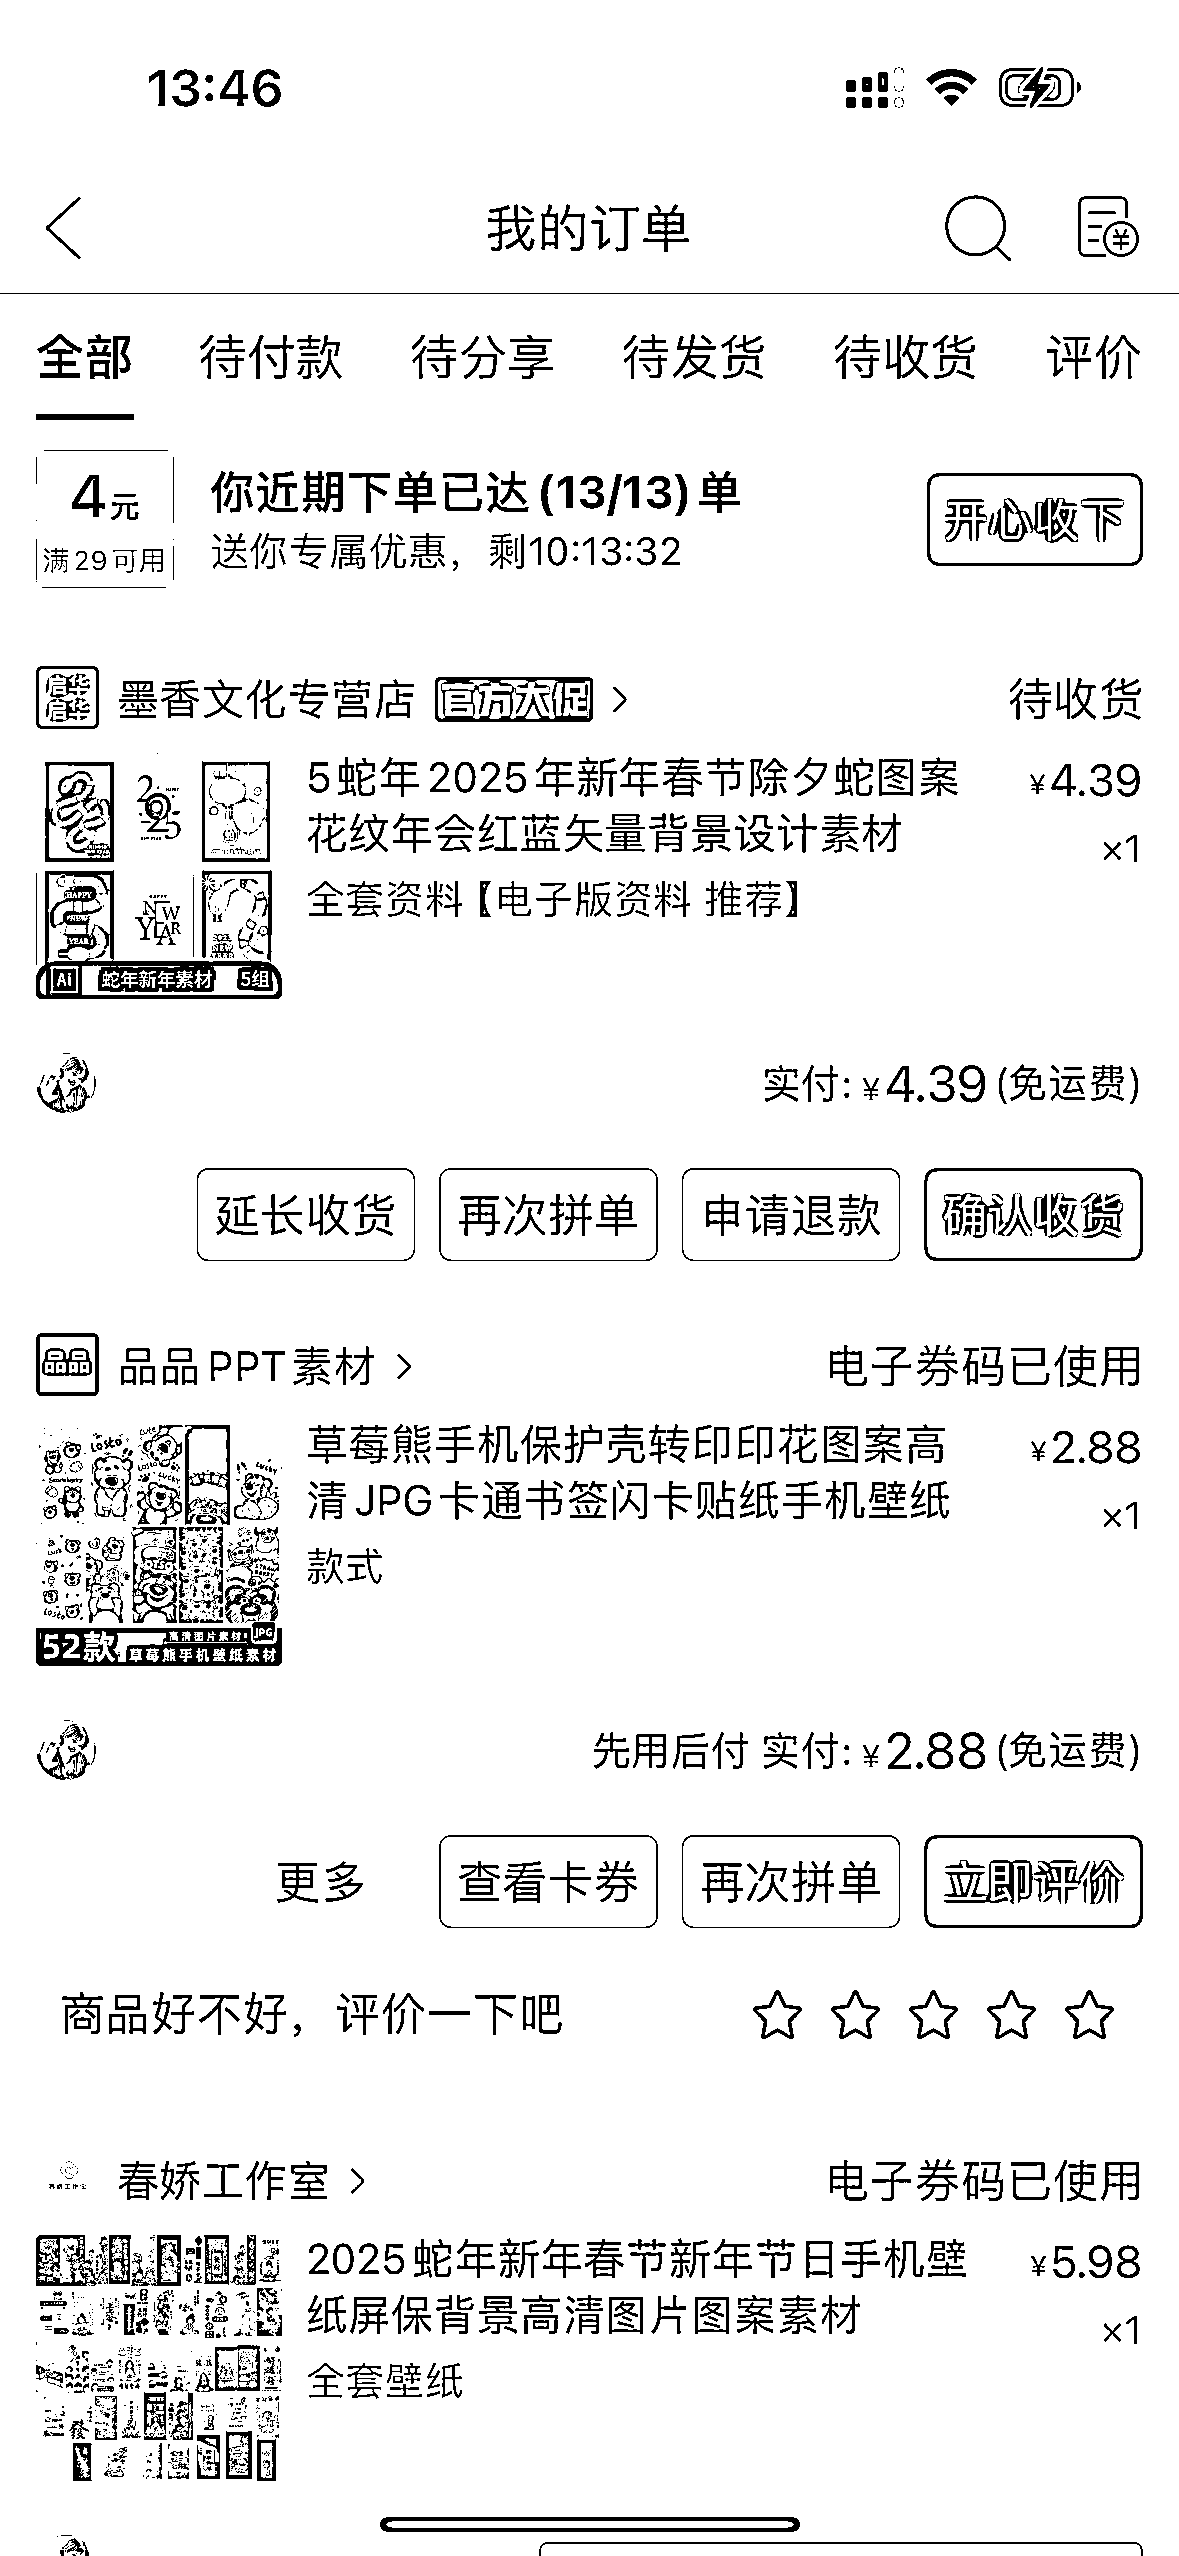 13:46
我的订单
全部 待付款 待分享 待发货 待收货 评价
4元
满29可用
你近期下单已达(13/13)单
送你专属优惠，剩10:13:32
开心收下
墨香文化专营店 官方大促 >
待收货
5蛇年2025年新年春节除夕蛇图案
花纹年会红蓝矢量背景设计素材
全套资料【电子版资料 推荐】
¥4.39
×1
Ai 蛇年新年素材 5组
实付: ¥4.39 (免运费)
延长收货 再次拼单 申请退款 确认收货
品品PPT素材 >
电子券码已使用
草莓熊手机保护壳转印印花图案高
清JPG卡通书签闪卡贴纸手机壁纸
款式
¥2.88
×1
52款 高清图片素材 JPG
草莓熊手机壁纸素材
先用后付 实付: ¥2.88 (免运费)
更多 查看卡券 再次拼单 立即评价
商品好不好，评价一下吧
春娇工作室 >
电子券码已使用
2025蛇年新年春节新年节日手机壁
纸屏保背景高清图片图案素材
全套壁纸
¥5.98
×1